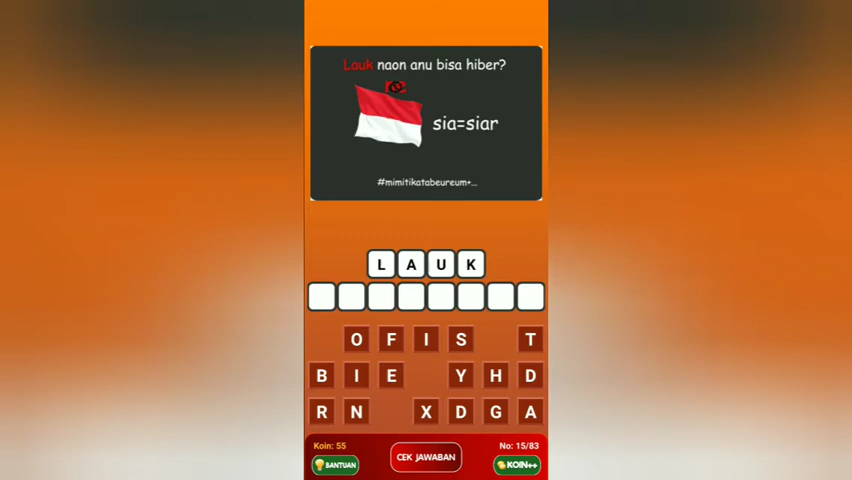 Lauk naon anu bisa hiber?
sia=siar
#mimitikatabeureum+...
L A U K
O F I S T
B I E Y H D
R N X D G A
Koin: 55
No: 15/83
BANTUAN
CEK JAWABAN
KOIN++